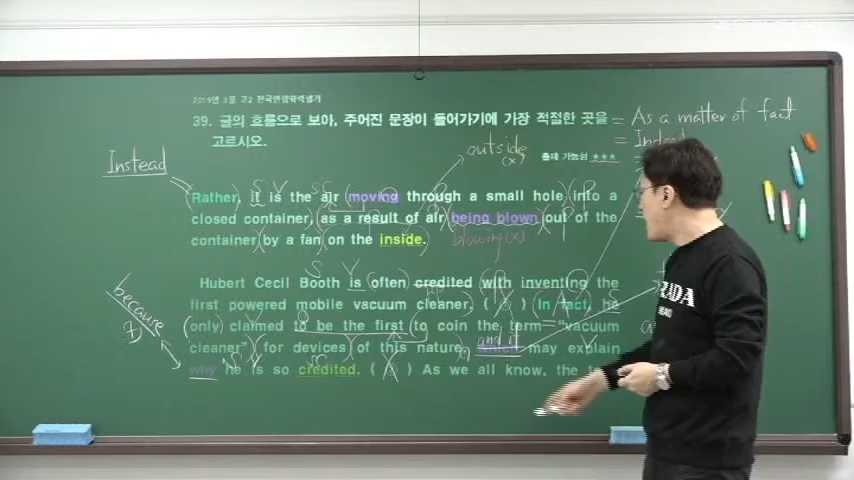 2019년 3월 고2 전국연합학력평가
39. 글의 흐름으로 보아, 주어진 문장이 들어가기에 가장 적절한 곳을
고르시오.
출제 가능성 ★★★
= As a matter of fact
= Indeed
outside
(x)
Instead
Rather, it is the air moving through a small hole into a
closed container, as a result of air being blown out of the
container by a fan on the inside.
blowing(x)
Hubert Cecil Booth is often credited with inventing the
first powered mobile vacuum cleaner. ( ) In fact, he
only claimed to be the first to coin the term "vacuum
cleaner" for devices of this nature, which may explain
why he is so credited. ( ) As we all know, the
and it
because
(x)
PRADA